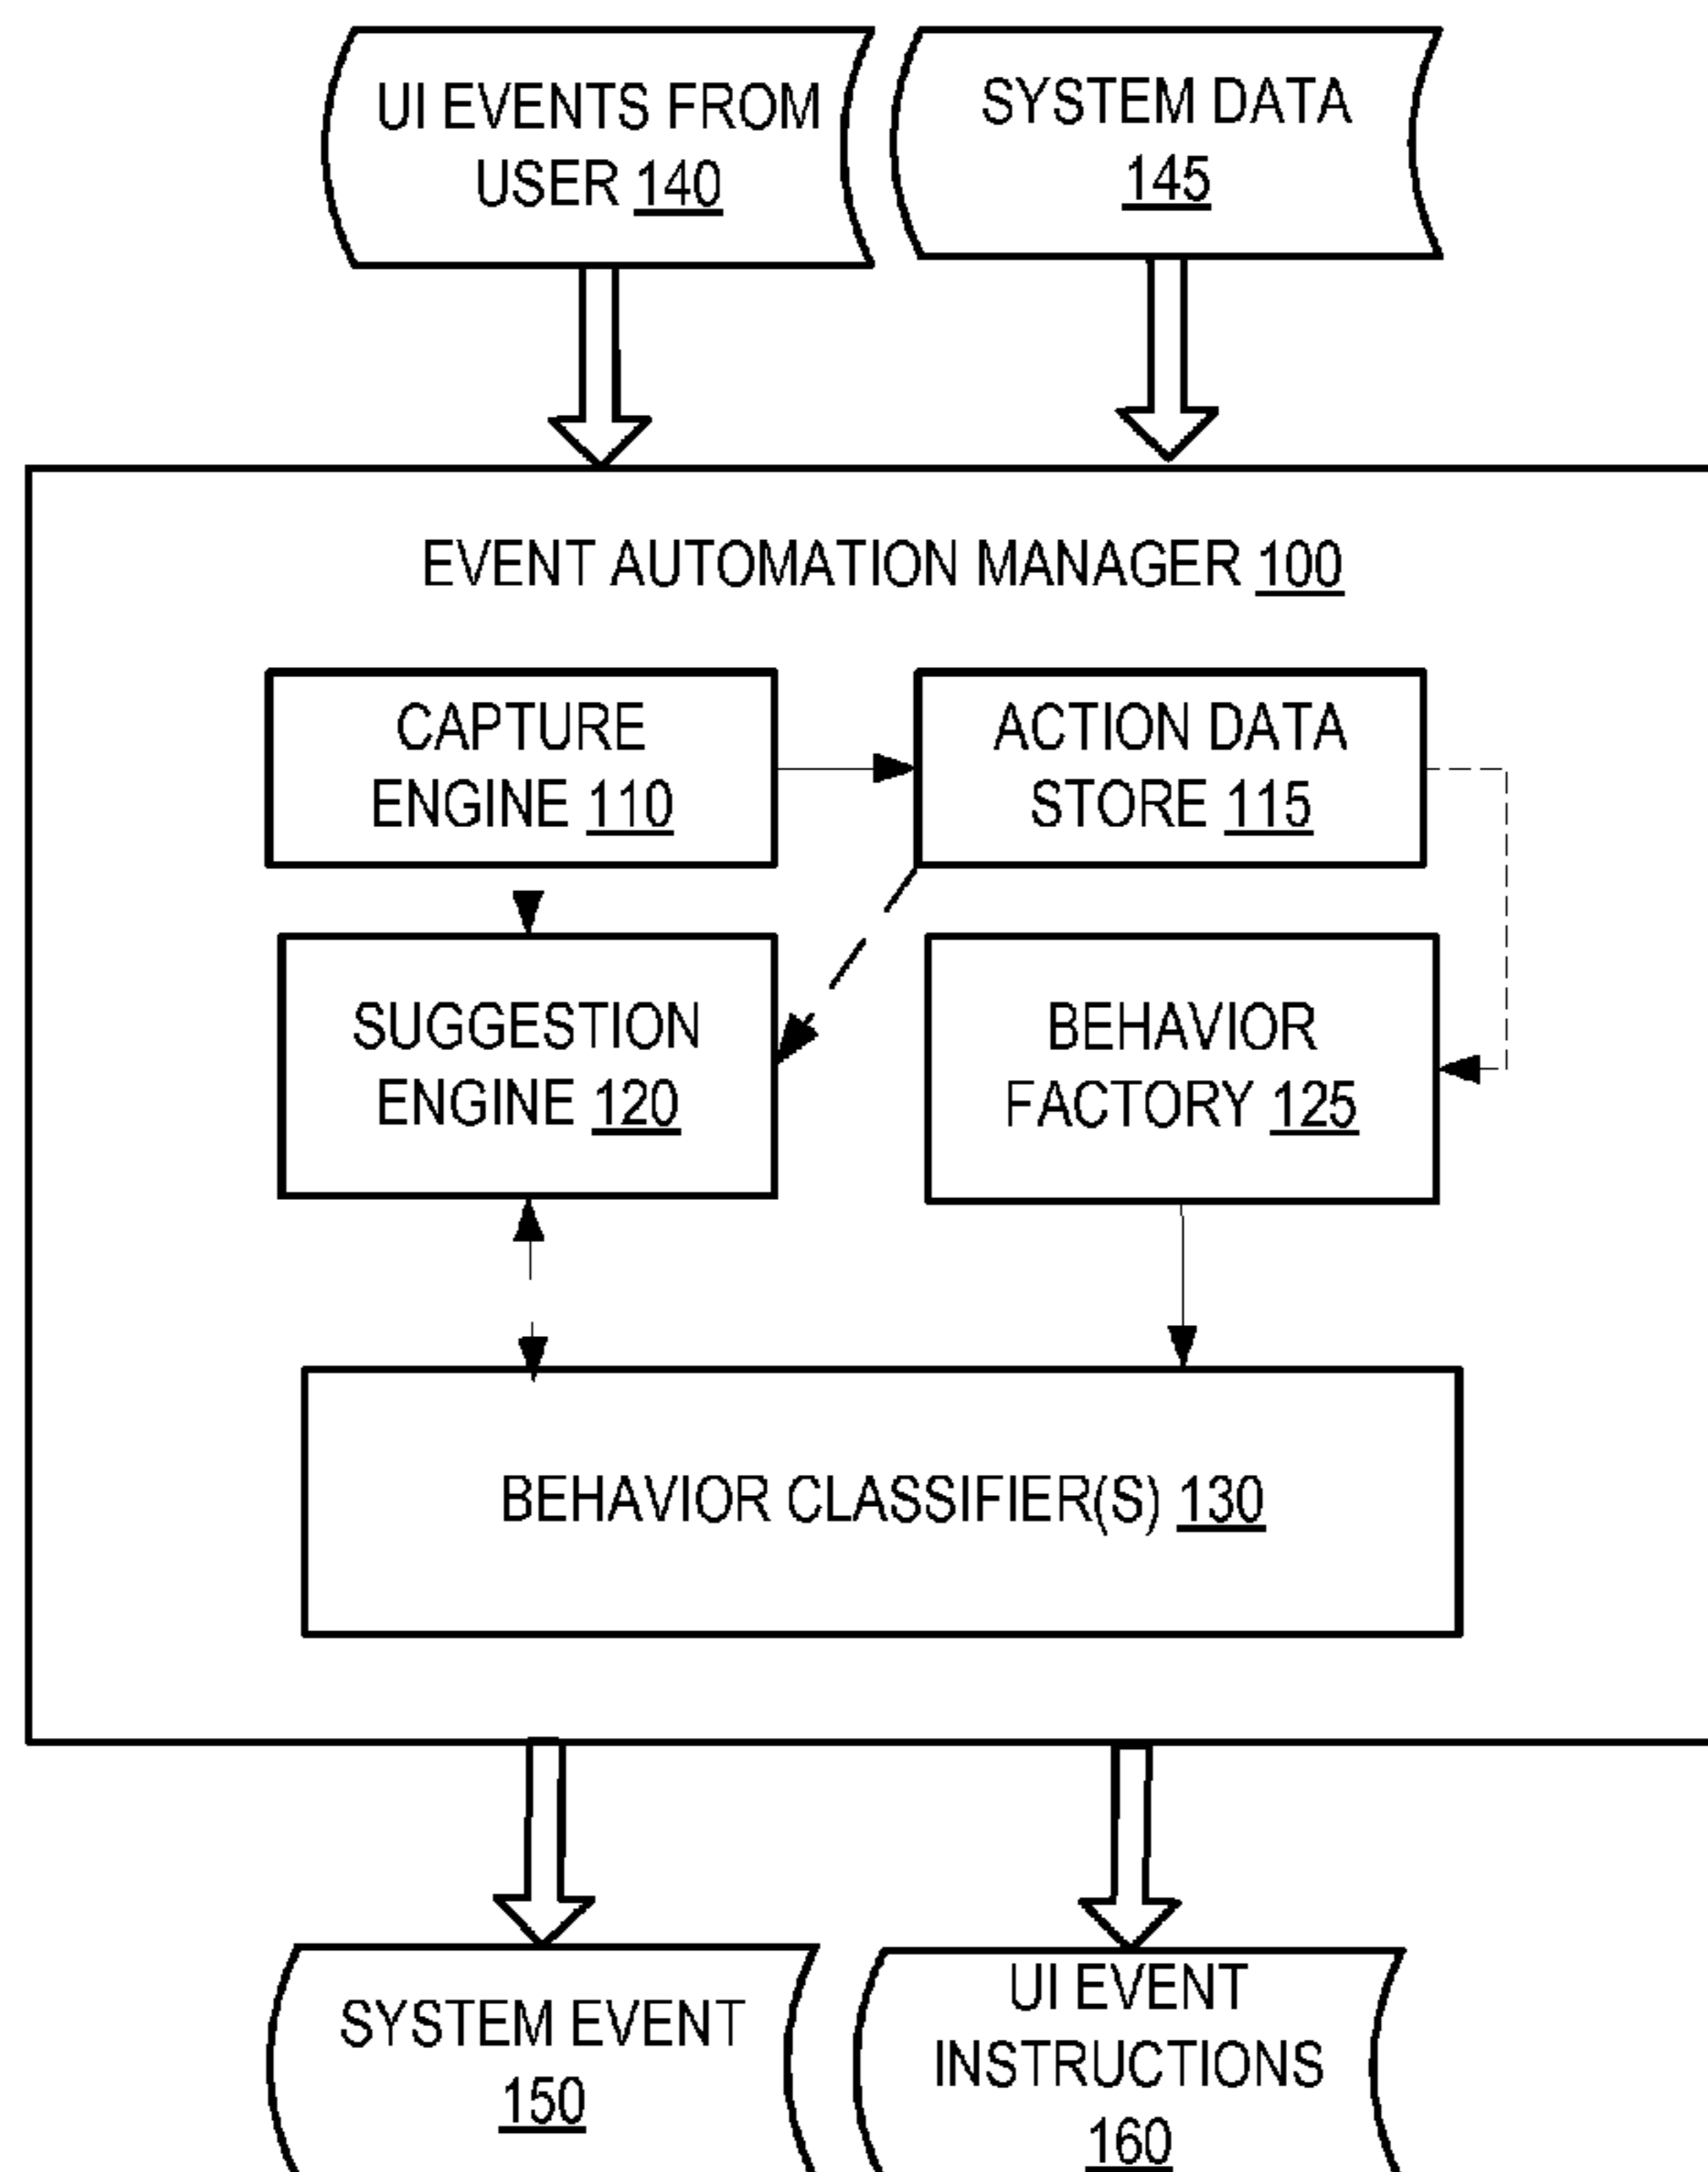 UI EVENTS FROM
USER 140
SYSTEM DATA
145
EVENT AUTOMATION MANAGER 100
CAPTURE
ENGINE 110
ACTION DATA
STORE 115
SUGGESTION
ENGINE 120
BEHAVIOR
FACTORY 125
BEHAVIOR CLASSIFIER(S) 130
SYSTEM EVENT
150
UI EVENT
INSTRUCTIONS
160